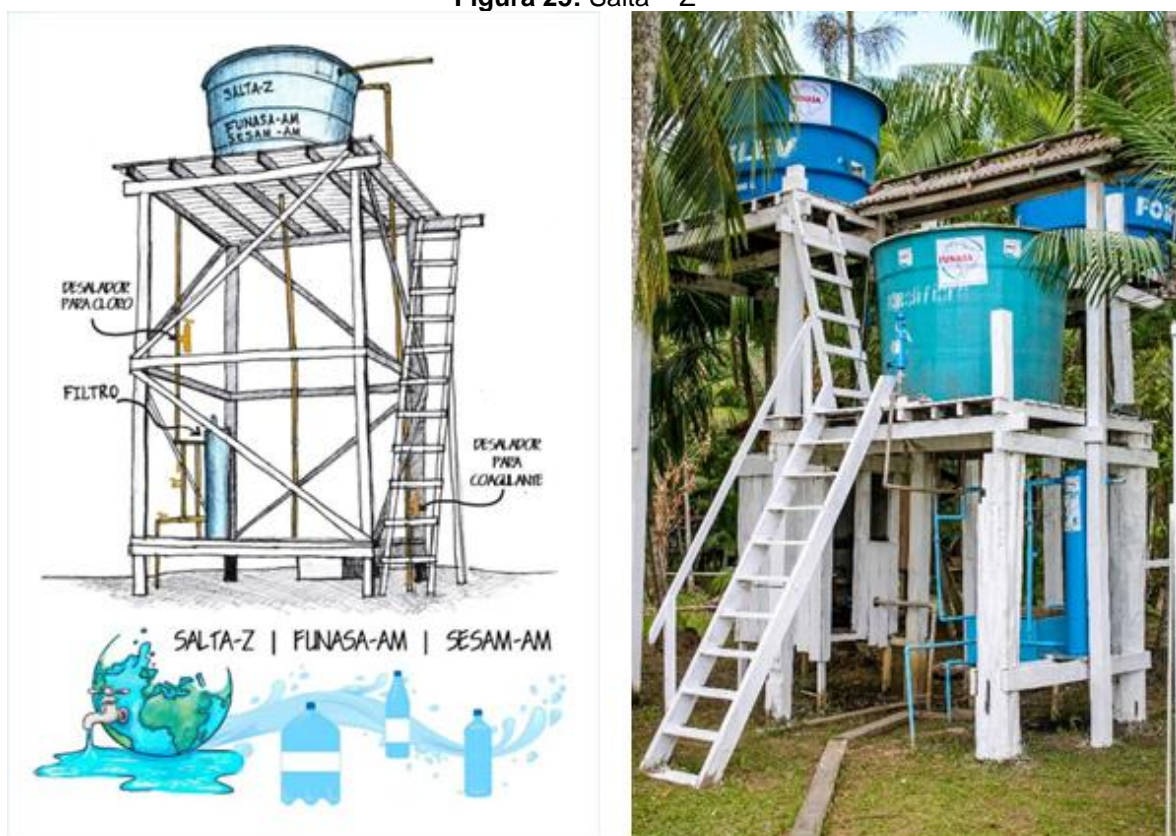 Figura 25: Salta – Z
SALTA-Z
FUNASA-AM
SESAM-AM
DESALADOR
PARA CLORO
FILTRO
DESALADOR
PARA
COAGULANTE
SALTA-Z | FUNASA-AM | SESAM-AM
FUNASA
FUNASA